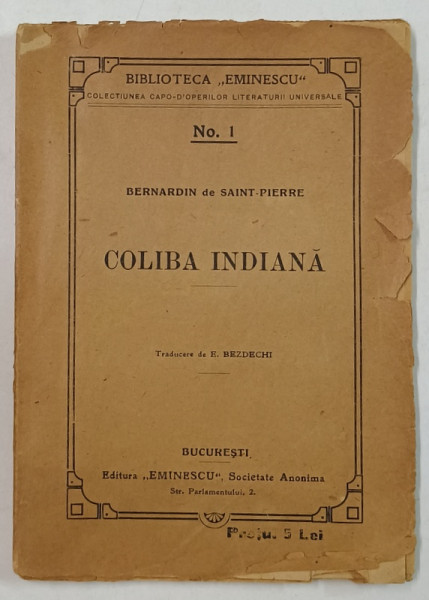 BIBLIOTECA „EMINESCU“
COLECTIUNEA CAPO-D'OPERILOR LITERATURII UNIVERSALE
No. 1
BERNARDIN de SAINT-PIERRE
COLIBA INDIANĂ
Traducere de E. BEZDECHI
BUCUREȘTI
Editura „EMINESCU“, Societate Anonima
Str. Parlamentului, 2.
Prețu. 5 Lei